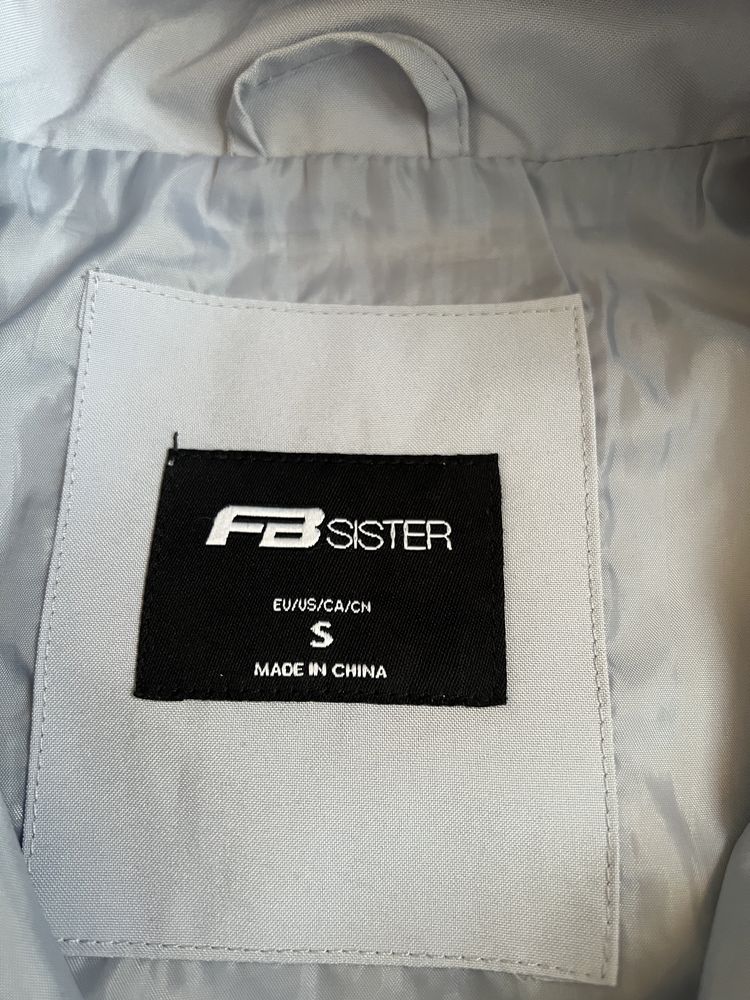 FB SISTER
EU/US/CA/CN
S
MADE IN CHINA